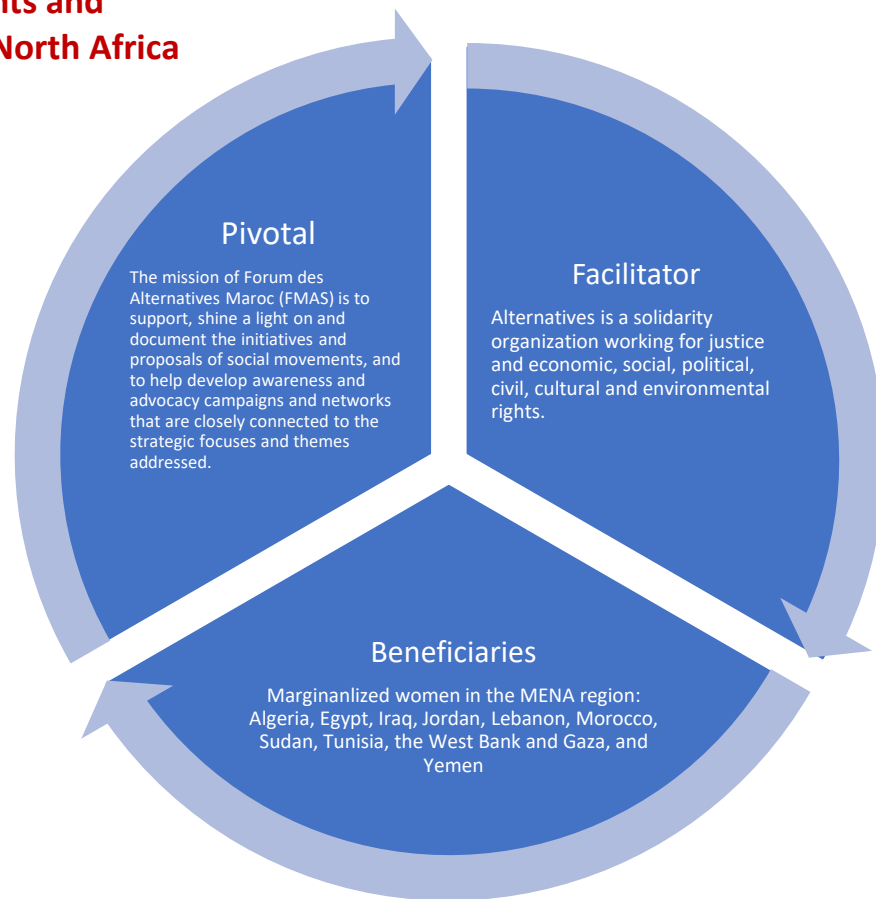 nts and
North Africa
Pivotal
The mission of Forum des
Alternatives Maroc (FMAS) is to
support, shine a light on and
document the initiatives and
proposals of social movements, and
to help develop awareness and
advocacy campaigns and networks
that are closely connected to the
strategic focuses and themes
addressed.
Facilitator
Alternatives is a solidarity
organization working for justice
and economic, social, political,
civil, cultural and environmental
rights.
Beneficiaries
Marginanlized women in the MENA region:
Algeria, Egypt, Iraq, Jordan, Lebanon, Morocco,
Sudan, Tunisia, the West Bank and Gaza, and
Yemen